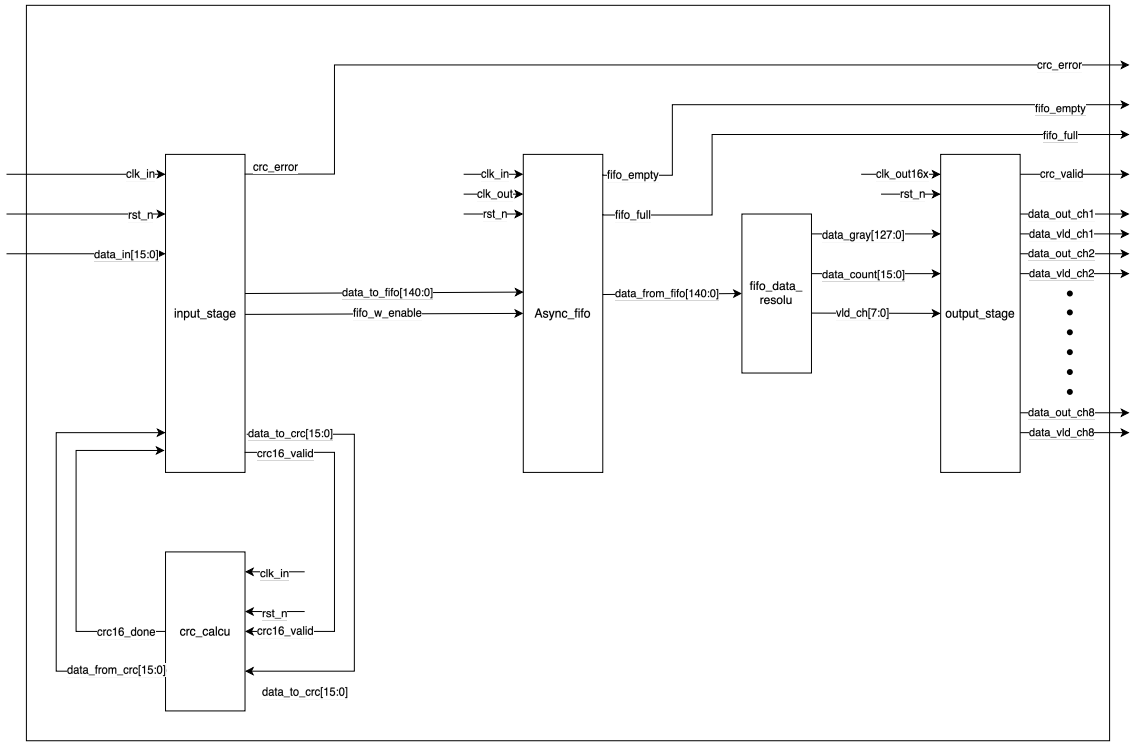 crc_error
fifo_empty
fifo_full
clk_in
crc_error
clk_in
fifo_empty
clk_out16x
crc_valid
clk_out
rst_n
rst_n
rst_n
fifo_full
data_out_ch1
data_gray[127:0]
data_vld_ch1
data_in[15:0]
data_out_ch2
data_count[15:0]
data_vld_ch2
data_to_fifo[140:0]
data_from_fifo[140:0]
fifo_data_
resolu
input_stage
fifo_w_enable
Async_fifo
vld_ch[7:0]
output_stage
data_out_ch8
data_vld_ch8
data_to_crc[15:0]
crc16_valid
clk_in
rst_n
crc16_done
crc_calcu
crc16_valid
data_from_crc[15:0]
data_to_crc[15:0]